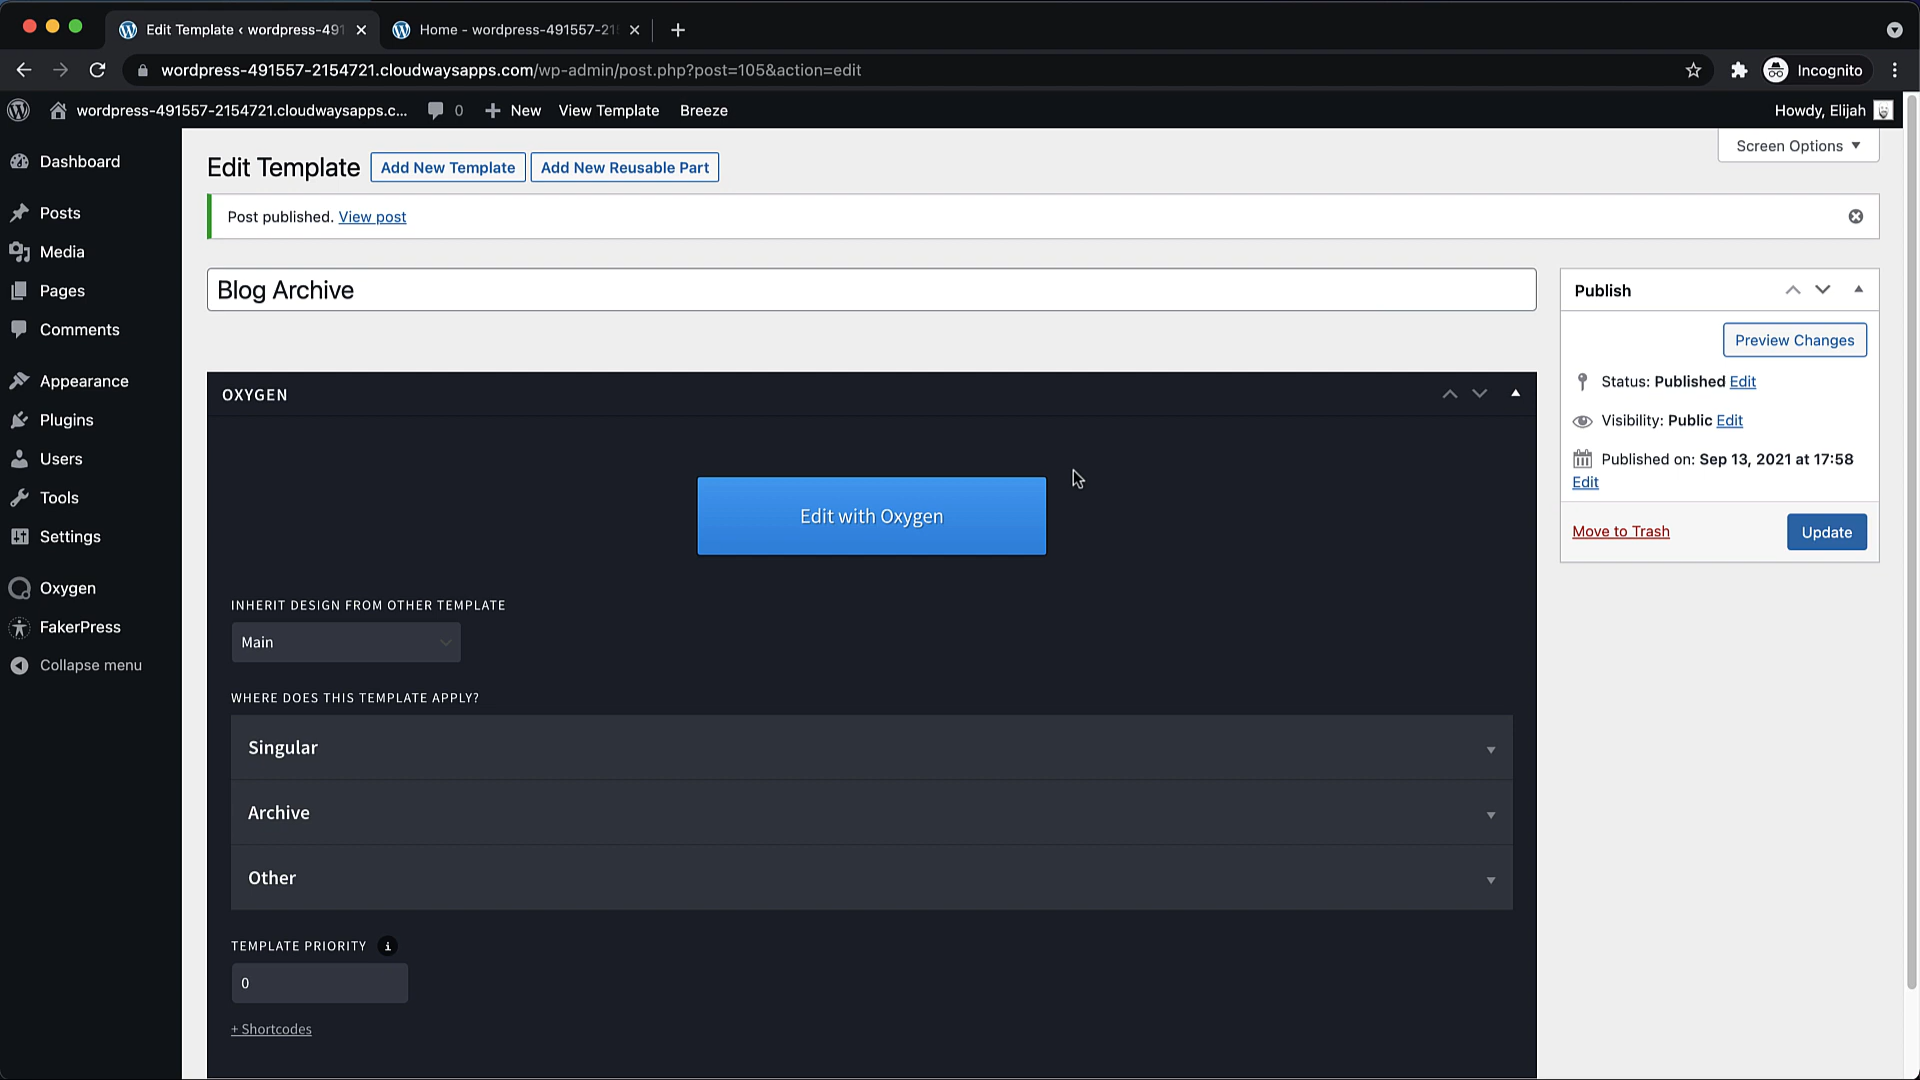 Edit Template ‹ wordpress-491
Home - wordpress-491557-21
wordpress-491557-2154721.cloudwaysapps.com/wp-admin/post.php?post=105&action=edit
Incognito
wordpress-491557-2154721.cloudwaysapps.c...
0
New
View Template
Breeze
Howdy, Elijah
Dashboard
Posts
Media
Pages
Comments
Appearance
Plugins
Users
Tools
Settings
Oxygen
FakerPress
Collapse menu
Screen Options
Edit Template
Add New Template
Add New Reusable Part
Post published. View post
Blog Archive
OXYGEN
Edit with Oxygen
INHERIT DESIGN FROM OTHER TEMPLATE
Main
WHERE DOES THIS TEMPLATE APPLY?
Singular
Archive
Other
TEMPLATE PRIORITY i
0
+ Shortcodes
Publish
Preview Changes
Status: Published Edit
Visibility: Public Edit
Published on: Sep 13, 2021 at 17:58
Edit
Move to Trash
Update